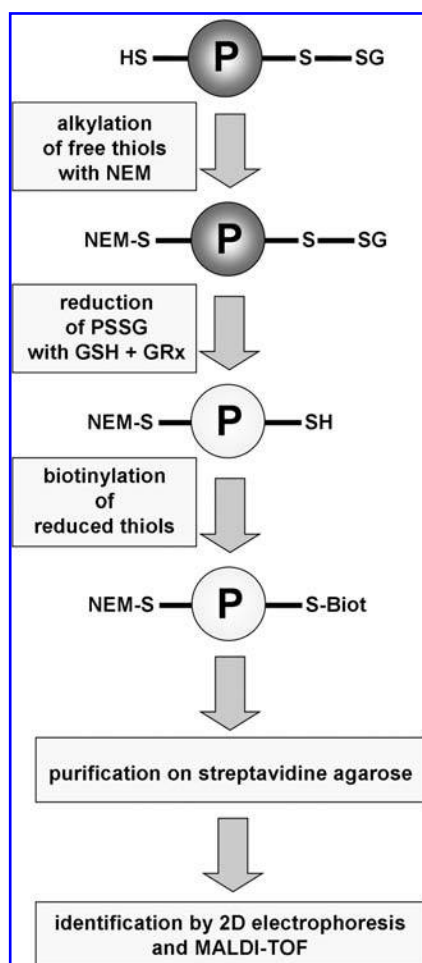 HS P S SG
alkylation
of free thiols
with NEM
NEM-S P S SG
reduction
of PSSG
with GSH + GRx
NEM-S P SH
biotinylation
of
reduced thiols
NEM-S P S-Biot
purification on streptavidine agarose
identification by 2D electrophoresis
and MALDI-TOF